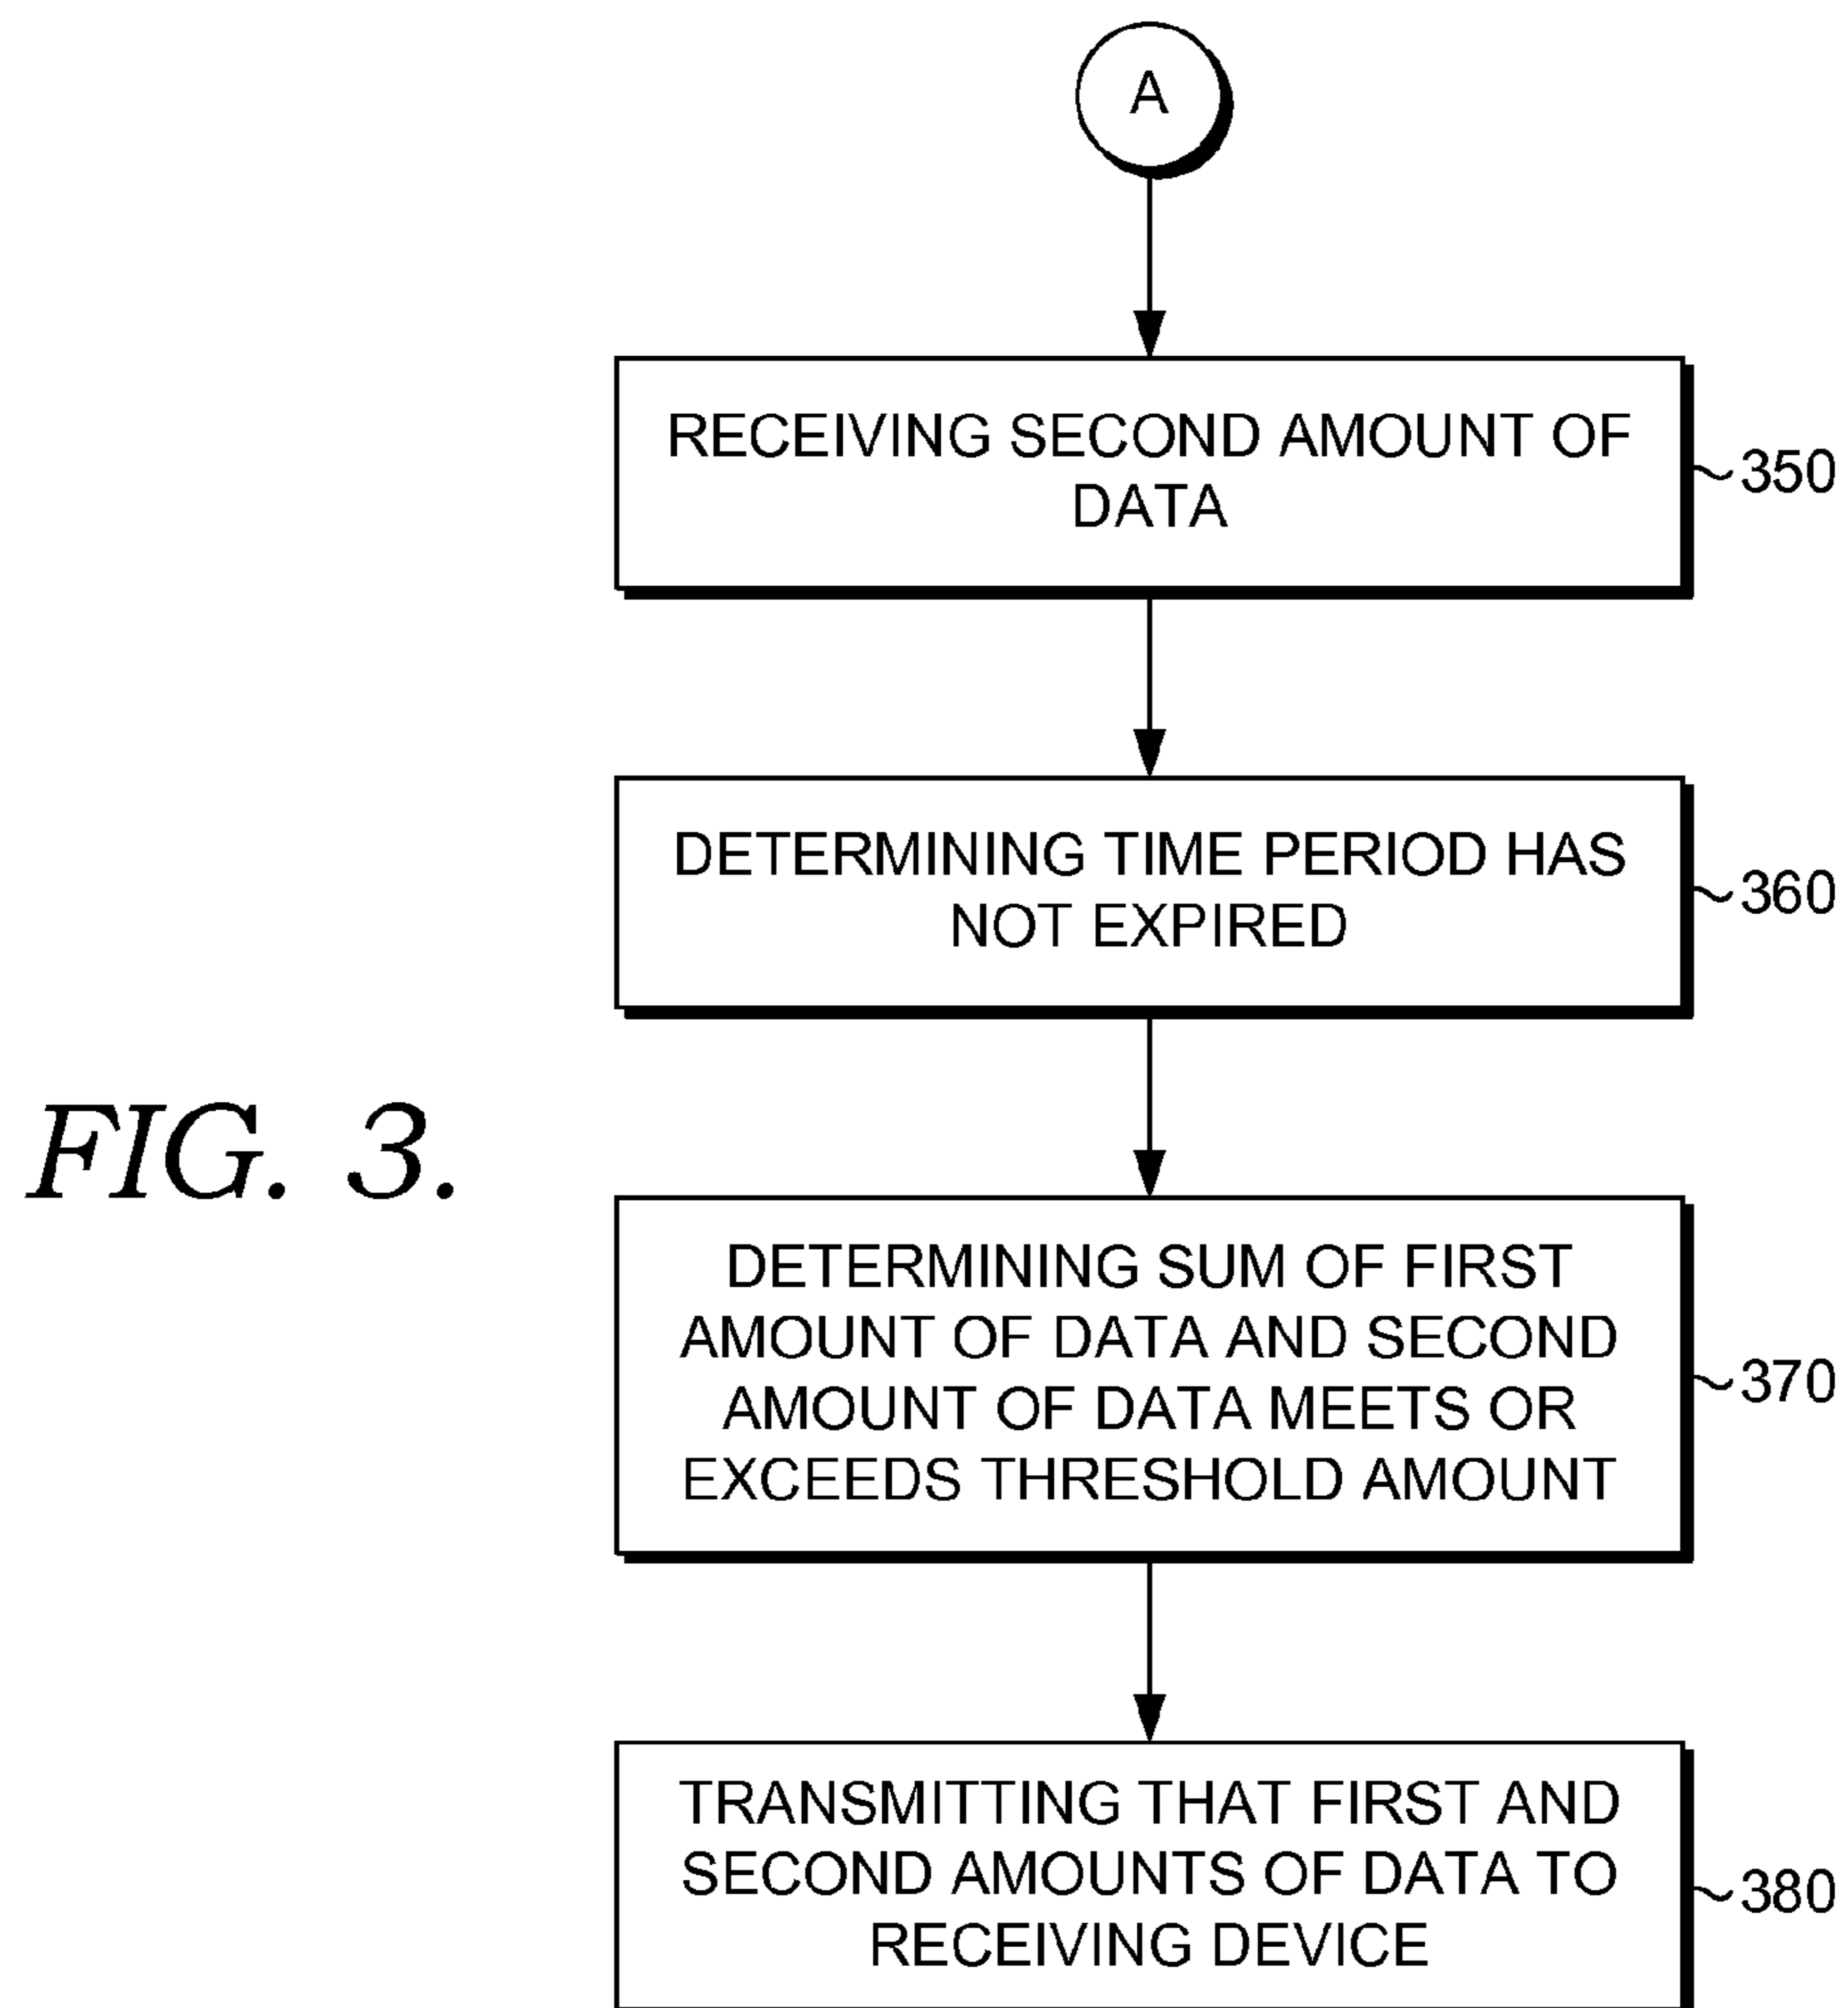 A
RECEIVING SECOND AMOUNT OF
DATA
350
DETERMINING TIME PERIOD HAS
NOT EXPIRED
360
FIG. 3.
DETERMINING SUM OF FIRST
AMOUNT OF DATA AND SECOND
AMOUNT OF DATA MEETS OR
EXCEEDS THRESHOLD AMOUNT
370
TRANSMITTING THAT FIRST AND
SECOND AMOUNTS OF DATA TO
RECEIVING DEVICE
380